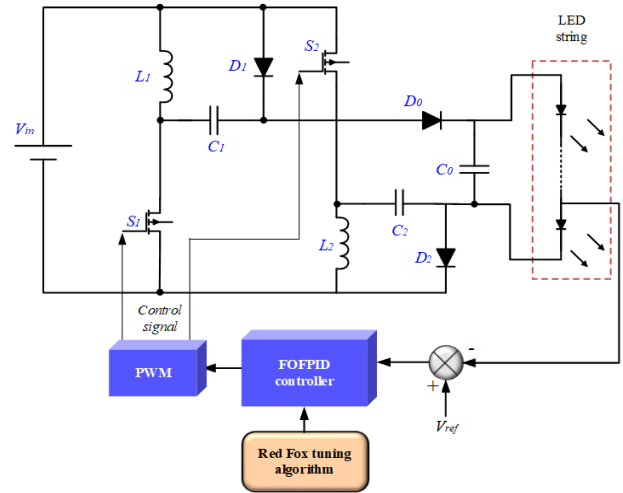 LED
string
S2
L1
D1
D0
Vin
C1
C0
S1
C2
L2
D2
Control
signal
-
PWM
FOFPID
controller
+
Vref
Red Fox tuning
algorithm